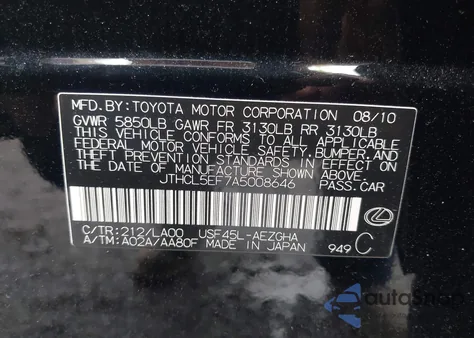 MFD. BY: TOYOTA MOTOR CORPORATION 08/10
GVWR 5850LB GAWR FR 3130LB RR 3130LB
THIS VEHICLE CONFORMS TO ALL APPLICABLE
FEDERAL MOTOR VEHICLE SAFETY, BUMPER, AND
THEFT PREVENTION STANDARDS IN EFFECT ON
THE DATE OF MANUFACTURE SHOWN ABOVE.
JTHCL5EF7A5008646 PASS.CAR
C/TR:212/LA00 USF45L-AEZGHA
A/TM:A02A/AA80F MADE IN JAPAN 949 C